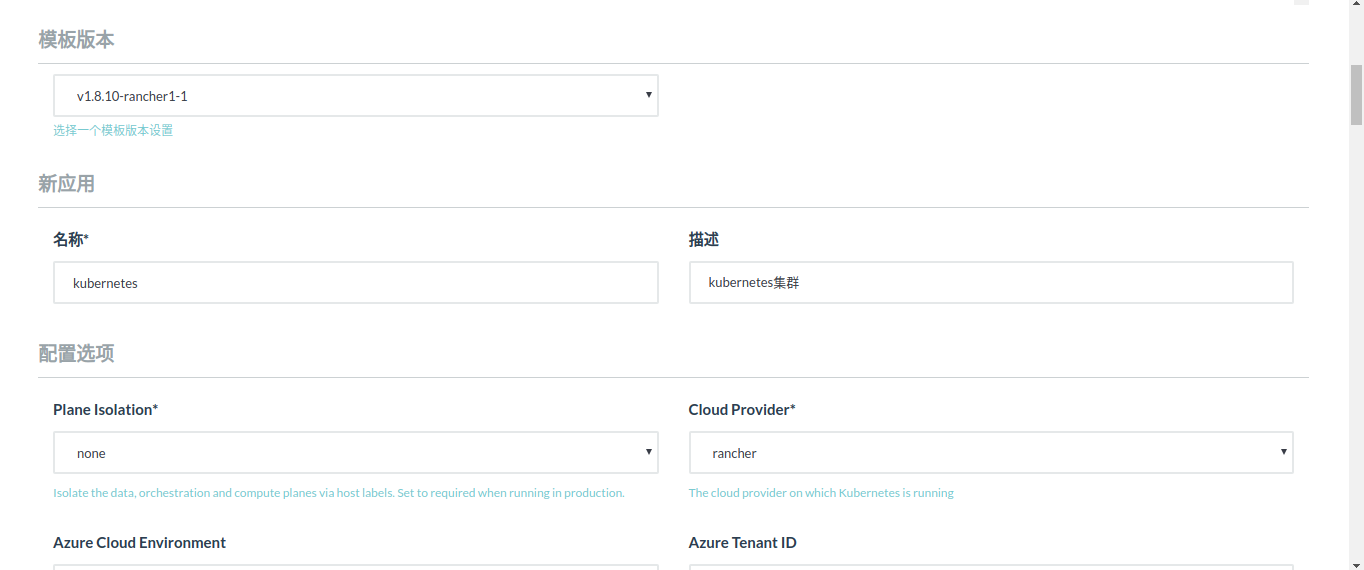 模板版本
v1.8.10-rancher1-1
选择一个模板版本设置
新应用
名称*
描述
kubernetes
kubernetes集群
配置选项
Plane Isolation*
Cloud Provider*
none
rancher
Isolate the data, orchestration and compute planes via host labels. Set to required when running in production.
The cloud provider on which Kubernetes is running
Azure Cloud Environment
Azure Tenant ID